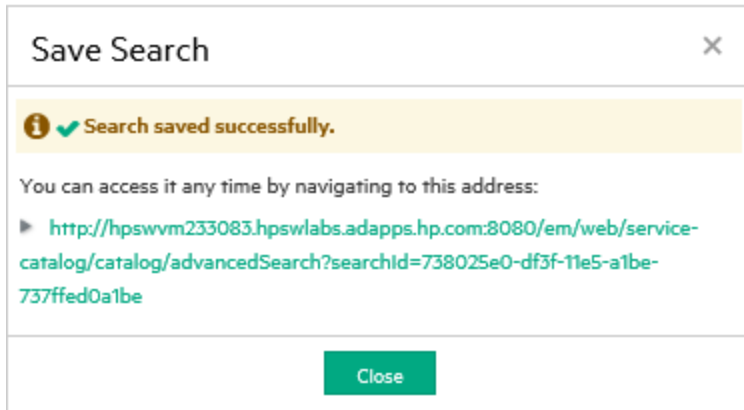 Save Search
Search saved successfully.
You can access it any time by navigating to this address:
http://hpswvm233083.hpswlabs.adapps.hp.com:8080/em/web/service-
catalog/catalog/advancedSearch?searchId=738025e0-df3f-11e5-a1be-
737ffed0a1be
Close